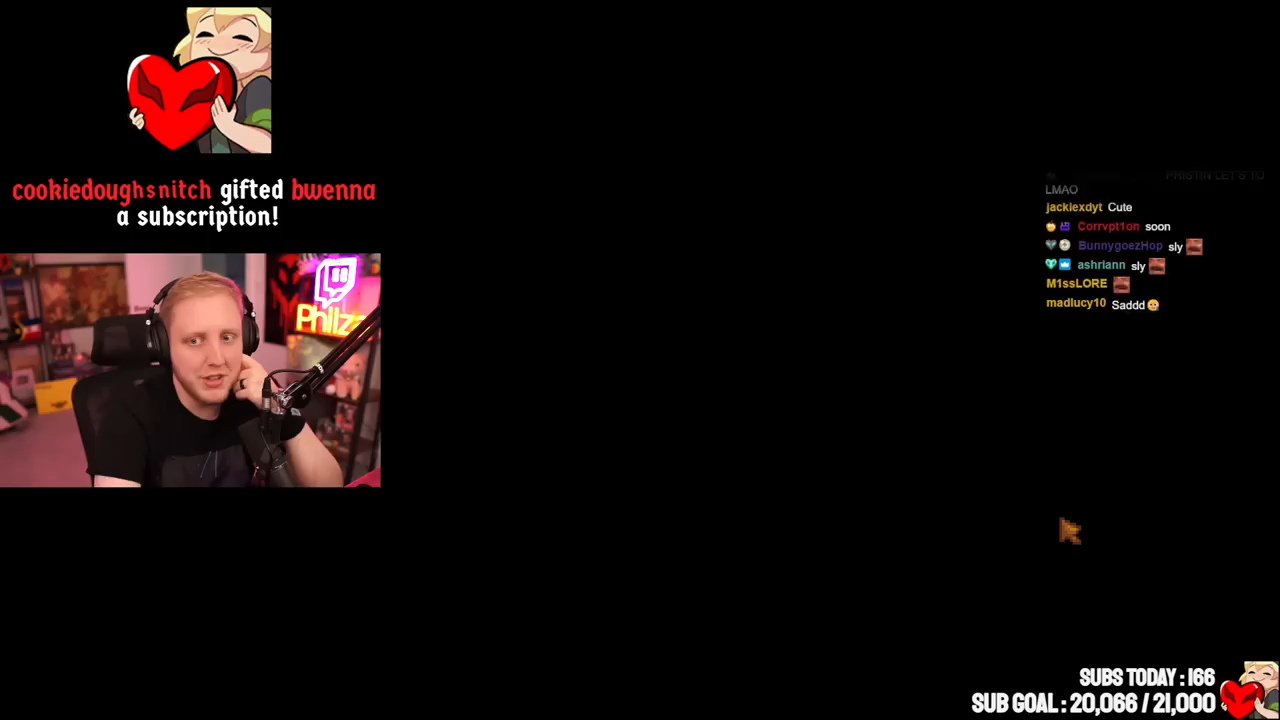 cookiedoughsnitch gifted bwenna
a subscription!
Philza
LMAO
jackiexdyt Cute
Corrvpt1on soon
BunnygoezHop sly
ashriann sly
M1ssLORE
madlucy10 Saddd
SUBS TODAY : 166
SUB GOAL : 20,066 / 21,000